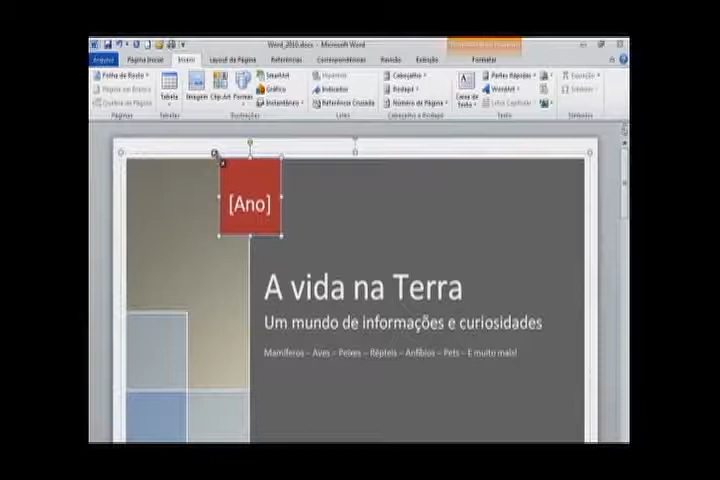 Word_2010.docx - Microsoft Word
Arquivo Página Inicial Inserir Layout da Página Referências Correspondências Revisão Exibição Formatar
Folha de Rosto
Página em Branco
Quebra de Página
Páginas
Tabela
Tabelas
Imagem Clip-Art Formas
SmartArt
Gráfico
Instantâneo
Ilustrações
Hiperlink
Indicador
Referência Cruzada
Links
Cabeçalho
Rodapé
Número de Página
Cabeçalho e Rodapé
Caixa de Texto
Partes Rápidas
WordArt
Letra Capitular
Texto
Equação
Símbolo
Símbolos
[Ano]
A vida na Terra
Um mundo de informações e curiosidades
Mamíferos – Aves – Peixes – Répteis – Anfíbios – Pets – E muito mais!